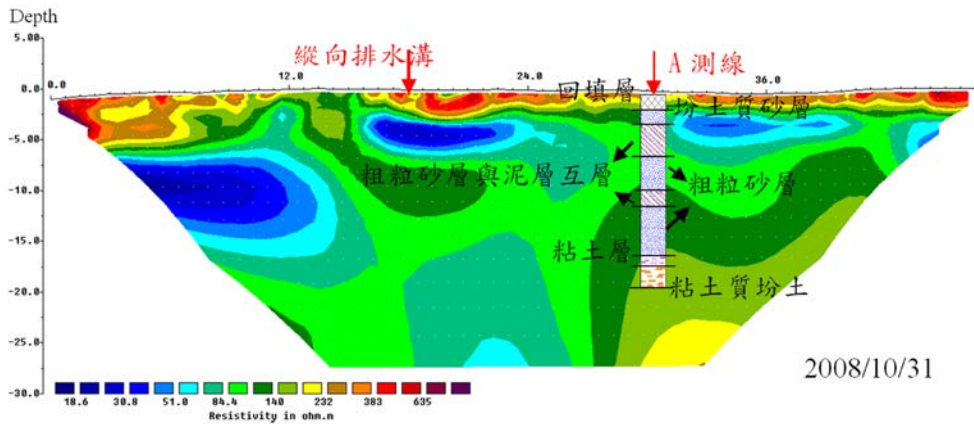 Depth
5.00
縱向排水溝
A 測線
0.0
12.0
24.0
36.0
0.0
回填層
坋土質砂層
-5.0
粗粒砂層與泥層互層
粗粒砂層
-10.0
-15.0
粘土層
粘土質坋土
-20.0
-25.0
2008/10/31
-30.0
18.6 30.8 51.0 84.4 140 232 383 635
Resistivity in ohm.m